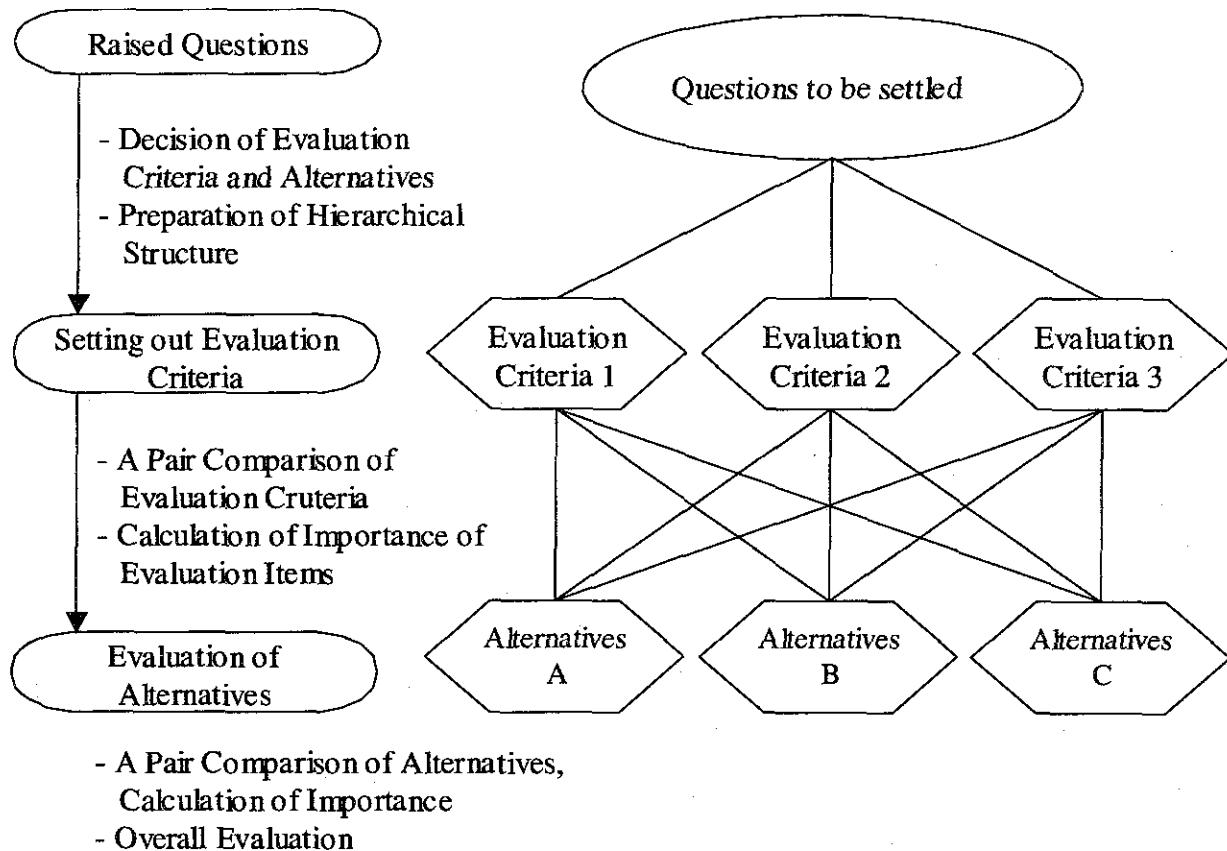 Raised Questions
- Decision of Evaluation
Criteria and Alternatives
- Preparation of Hierarchical
Structure
Setting out Evaluation
Criteria
- A Pair Comparison of
Evaluation Cruteria
- Calculation of Importance of
Evaluation Items
Evaluation of
Alternatives
- A Pair Comparison of Alternatives,
Calculation of Importance
- Overall Evaluation
Questions to be settled
Evaluation
Criteria 1
Evaluation
Criteria 2
Evaluation
Criteria 3
Alternatives
A
Alternatives
B
Alternatives
C